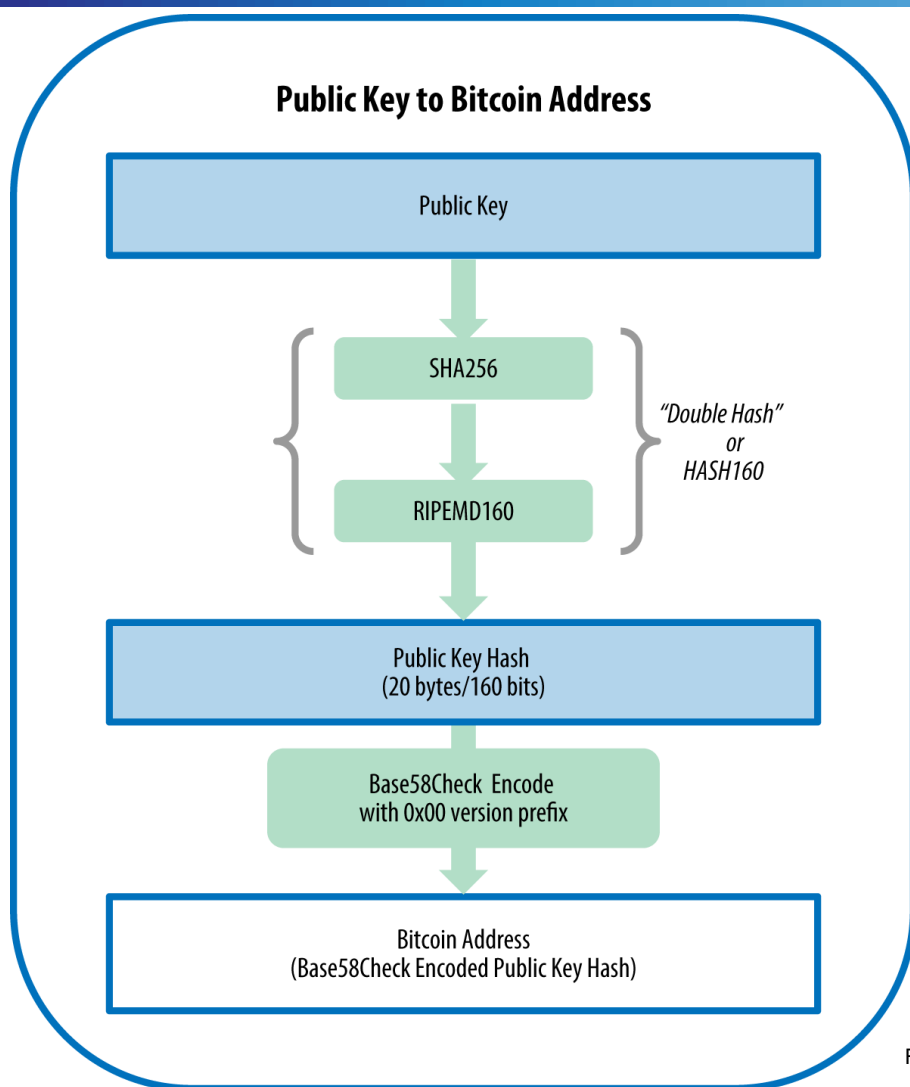 Public Key to Bitcoin Address
Public Key
SHA256
“Double Hash”
or
HASH160
RIPEMD160
Public Key Hash
(20 bytes/160 bits)
Base58Check Encode
with 0x00 version prefix
Bitcoin Address
(Base58Check Encoded Public Key Hash)